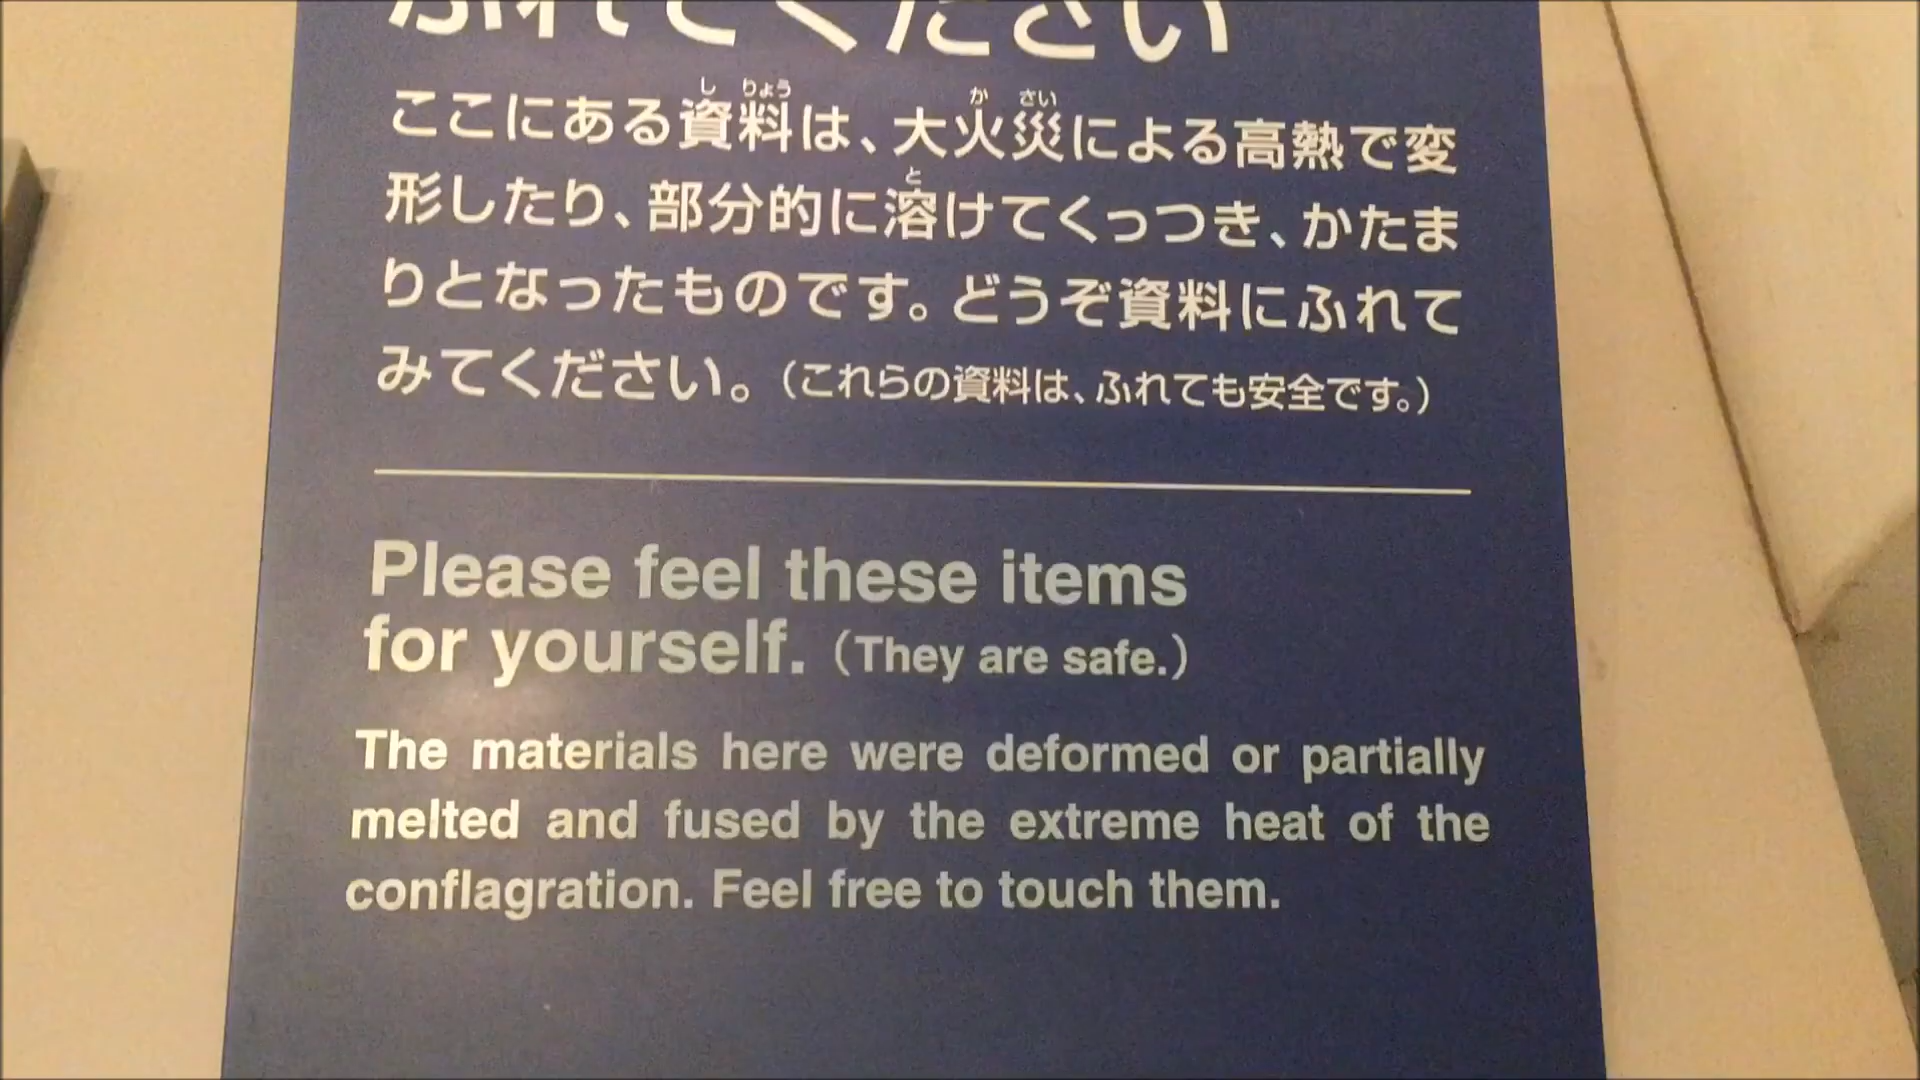 ふれてください
ここにある資料は、大火災による高熱で変
形したり、部分的に溶けてくっつき、かたま
りとなったものです。どうぞ資料にふれて
みてください。（これらの資料は、ふれても安全です。）
Please feel these items
for yourself. (They are safe.)
The materials here were deformed or partially
melted and fused by the extreme heat of the
conflagration. Feel free to touch them.